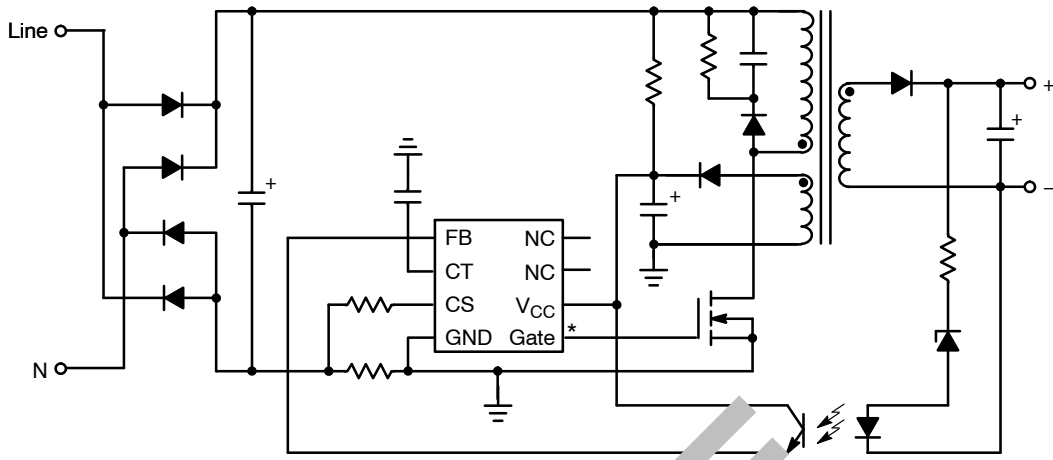 Line
+
+
+
+
−
FB
NC
CT
NC
CS
VCC
GND
Gate
*
N